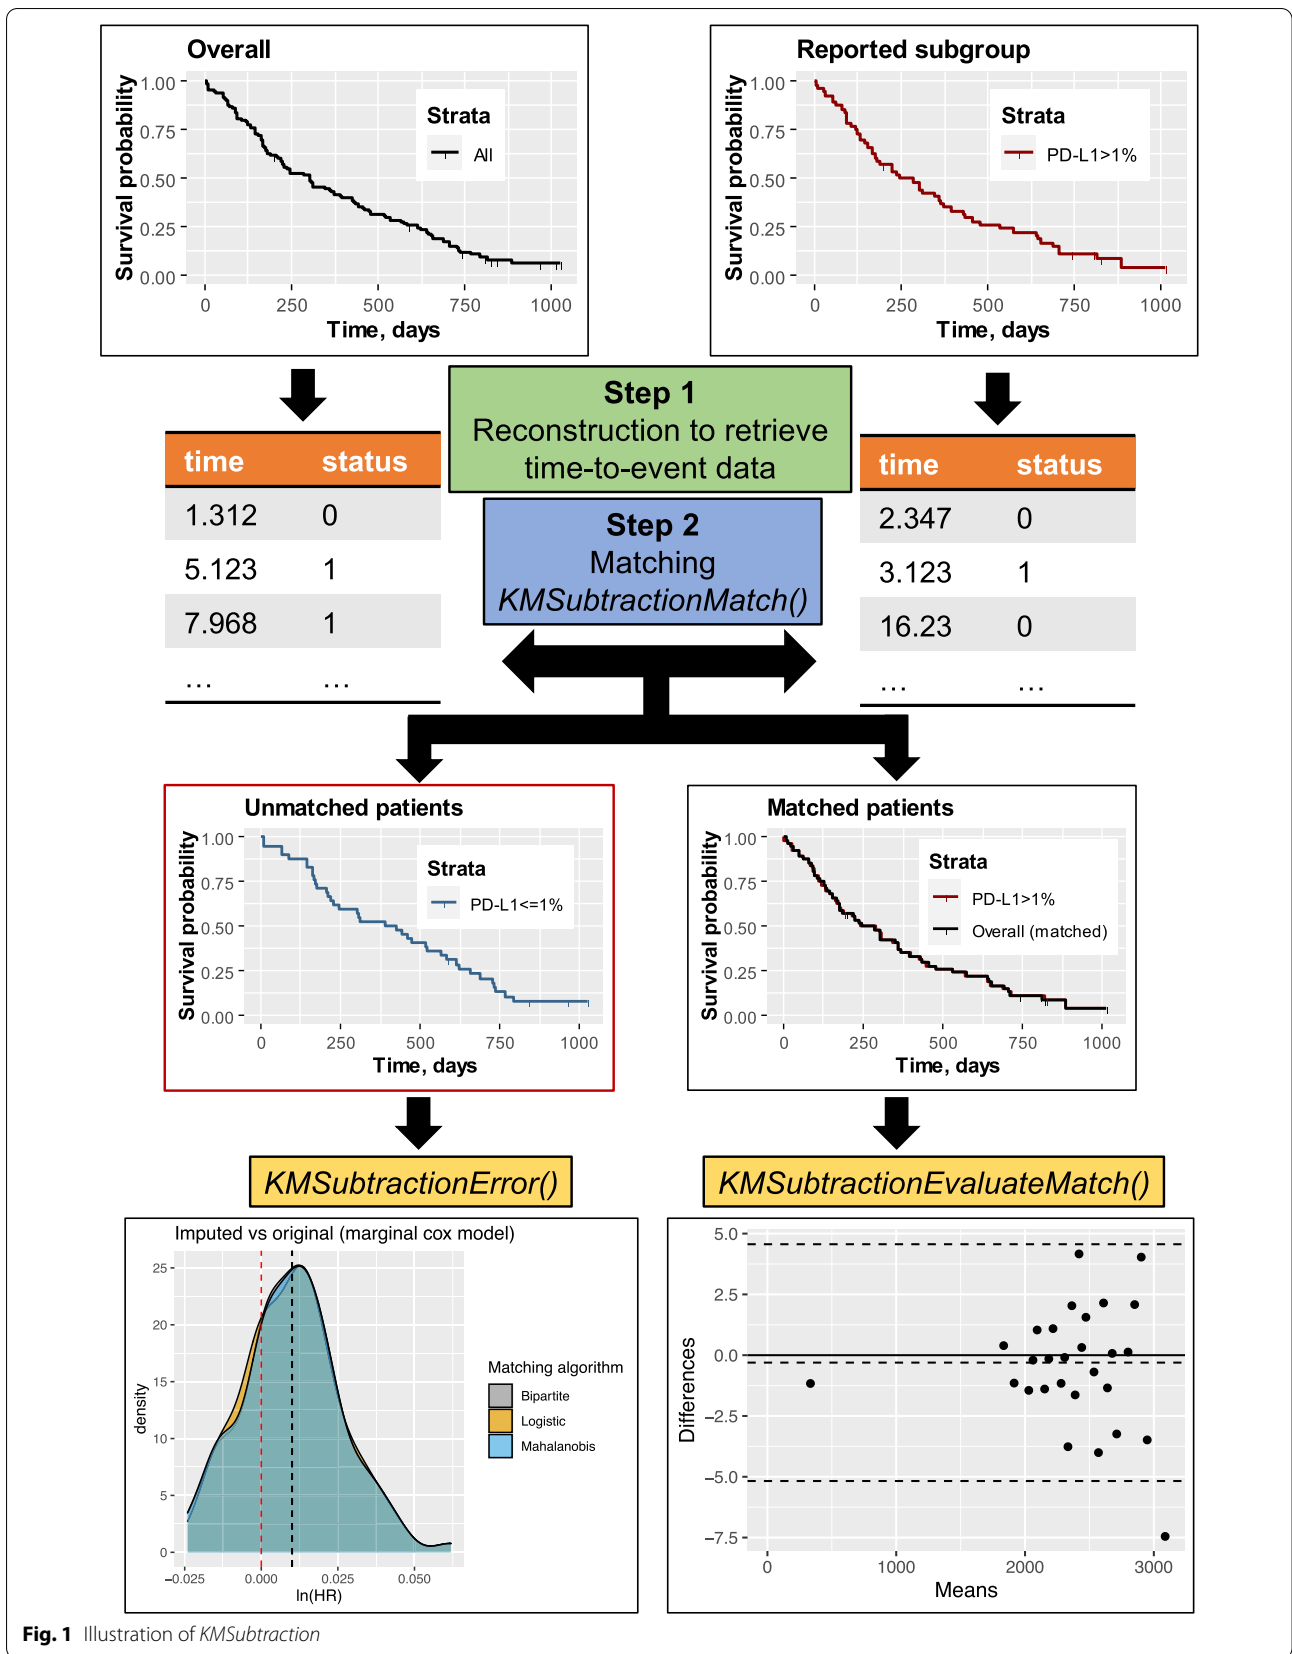 Overall
Survival probability
1.00
0.75
0.50
0.25
0.00
Strata
All
0 250 500 750 1000
Time, days
Reported subgroup
Survival probability
1.00
0.75
0.50
0.25
0.00
Strata
PD-L1>1%
0 250 500 750 1000
Time, days
Step 1
Reconstruction to retrieve
time-to-event data
Step 2
Matching
KMSubtractionMatch()
time status
1.312 0
5.123 1
7.968 1
... ...
time status
2.347 0
3.123 1
16.23 0
... ...
Unmatched patients
Survival probability
1.00
0.75
0.50
0.25
0.00
Strata
PD-L1<=1%
0 250 500 750 1000
Time, days
Matched patients
Survival probability
1.00
0.75
0.50
0.25
0.00
Strata
PD-L1>1%
Overall (matched)
0 250 500 750 1000
Time, days
KMSubtractionError()
Imputed vs original (marginal cox model)
density
25
20
15
10
5
0
−0.025 0.000 0.025 0.050
ln(HR)
Matching algorithm
Bipartite
Logistic
Mahalanobis
KMSubtractionEvaluateMatch()
Differences
5.0
2.5
0.0
−2.5
−5.0
−7.5
0 1000 2000 3000
Means
Fig. 1 Illustration of KMSubtraction